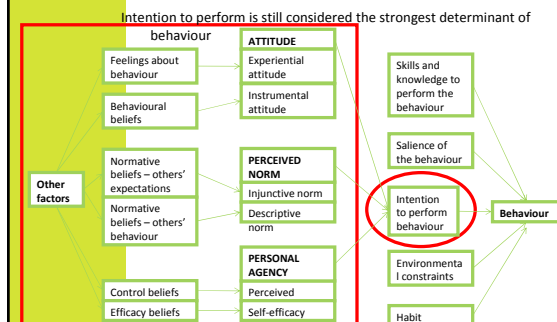 Intention to perform is still considered the strongest determinant of
behaviour
Other
factors
Feelings about
behaviour
Behavioural
beliefs
Normative
beliefs – others’
expectations
Normative
beliefs – others’
behaviour
Control beliefs
Efficacy beliefs
ATTITUDE
Experiential
attitude
Instrumental
attitude
PERCEIVED
NORM
Injunctive norm
Descriptive
norm
PERSONAL
AGENCY
Perceived
Self-efficacy
Skills and
knowledge to
perform the
behaviour
Salience of
the behaviour
Intention
to perform
behaviour
Environmenta
l constraints
Habit
Behaviour